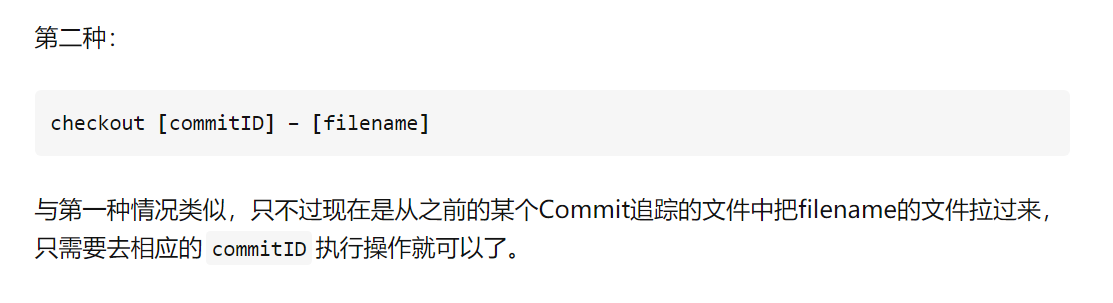 第二种：
checkout [commitID] – [filename]
与第一种情况类似，只不过现在是从之前的某个Commit追踪的文件中把filename的文件拉过来，
只需要去相应的 commitID 执行操作就可以了。